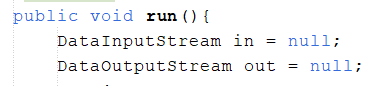 public void run(){
DataInputStream in = null;
DataOutputStream out = null;